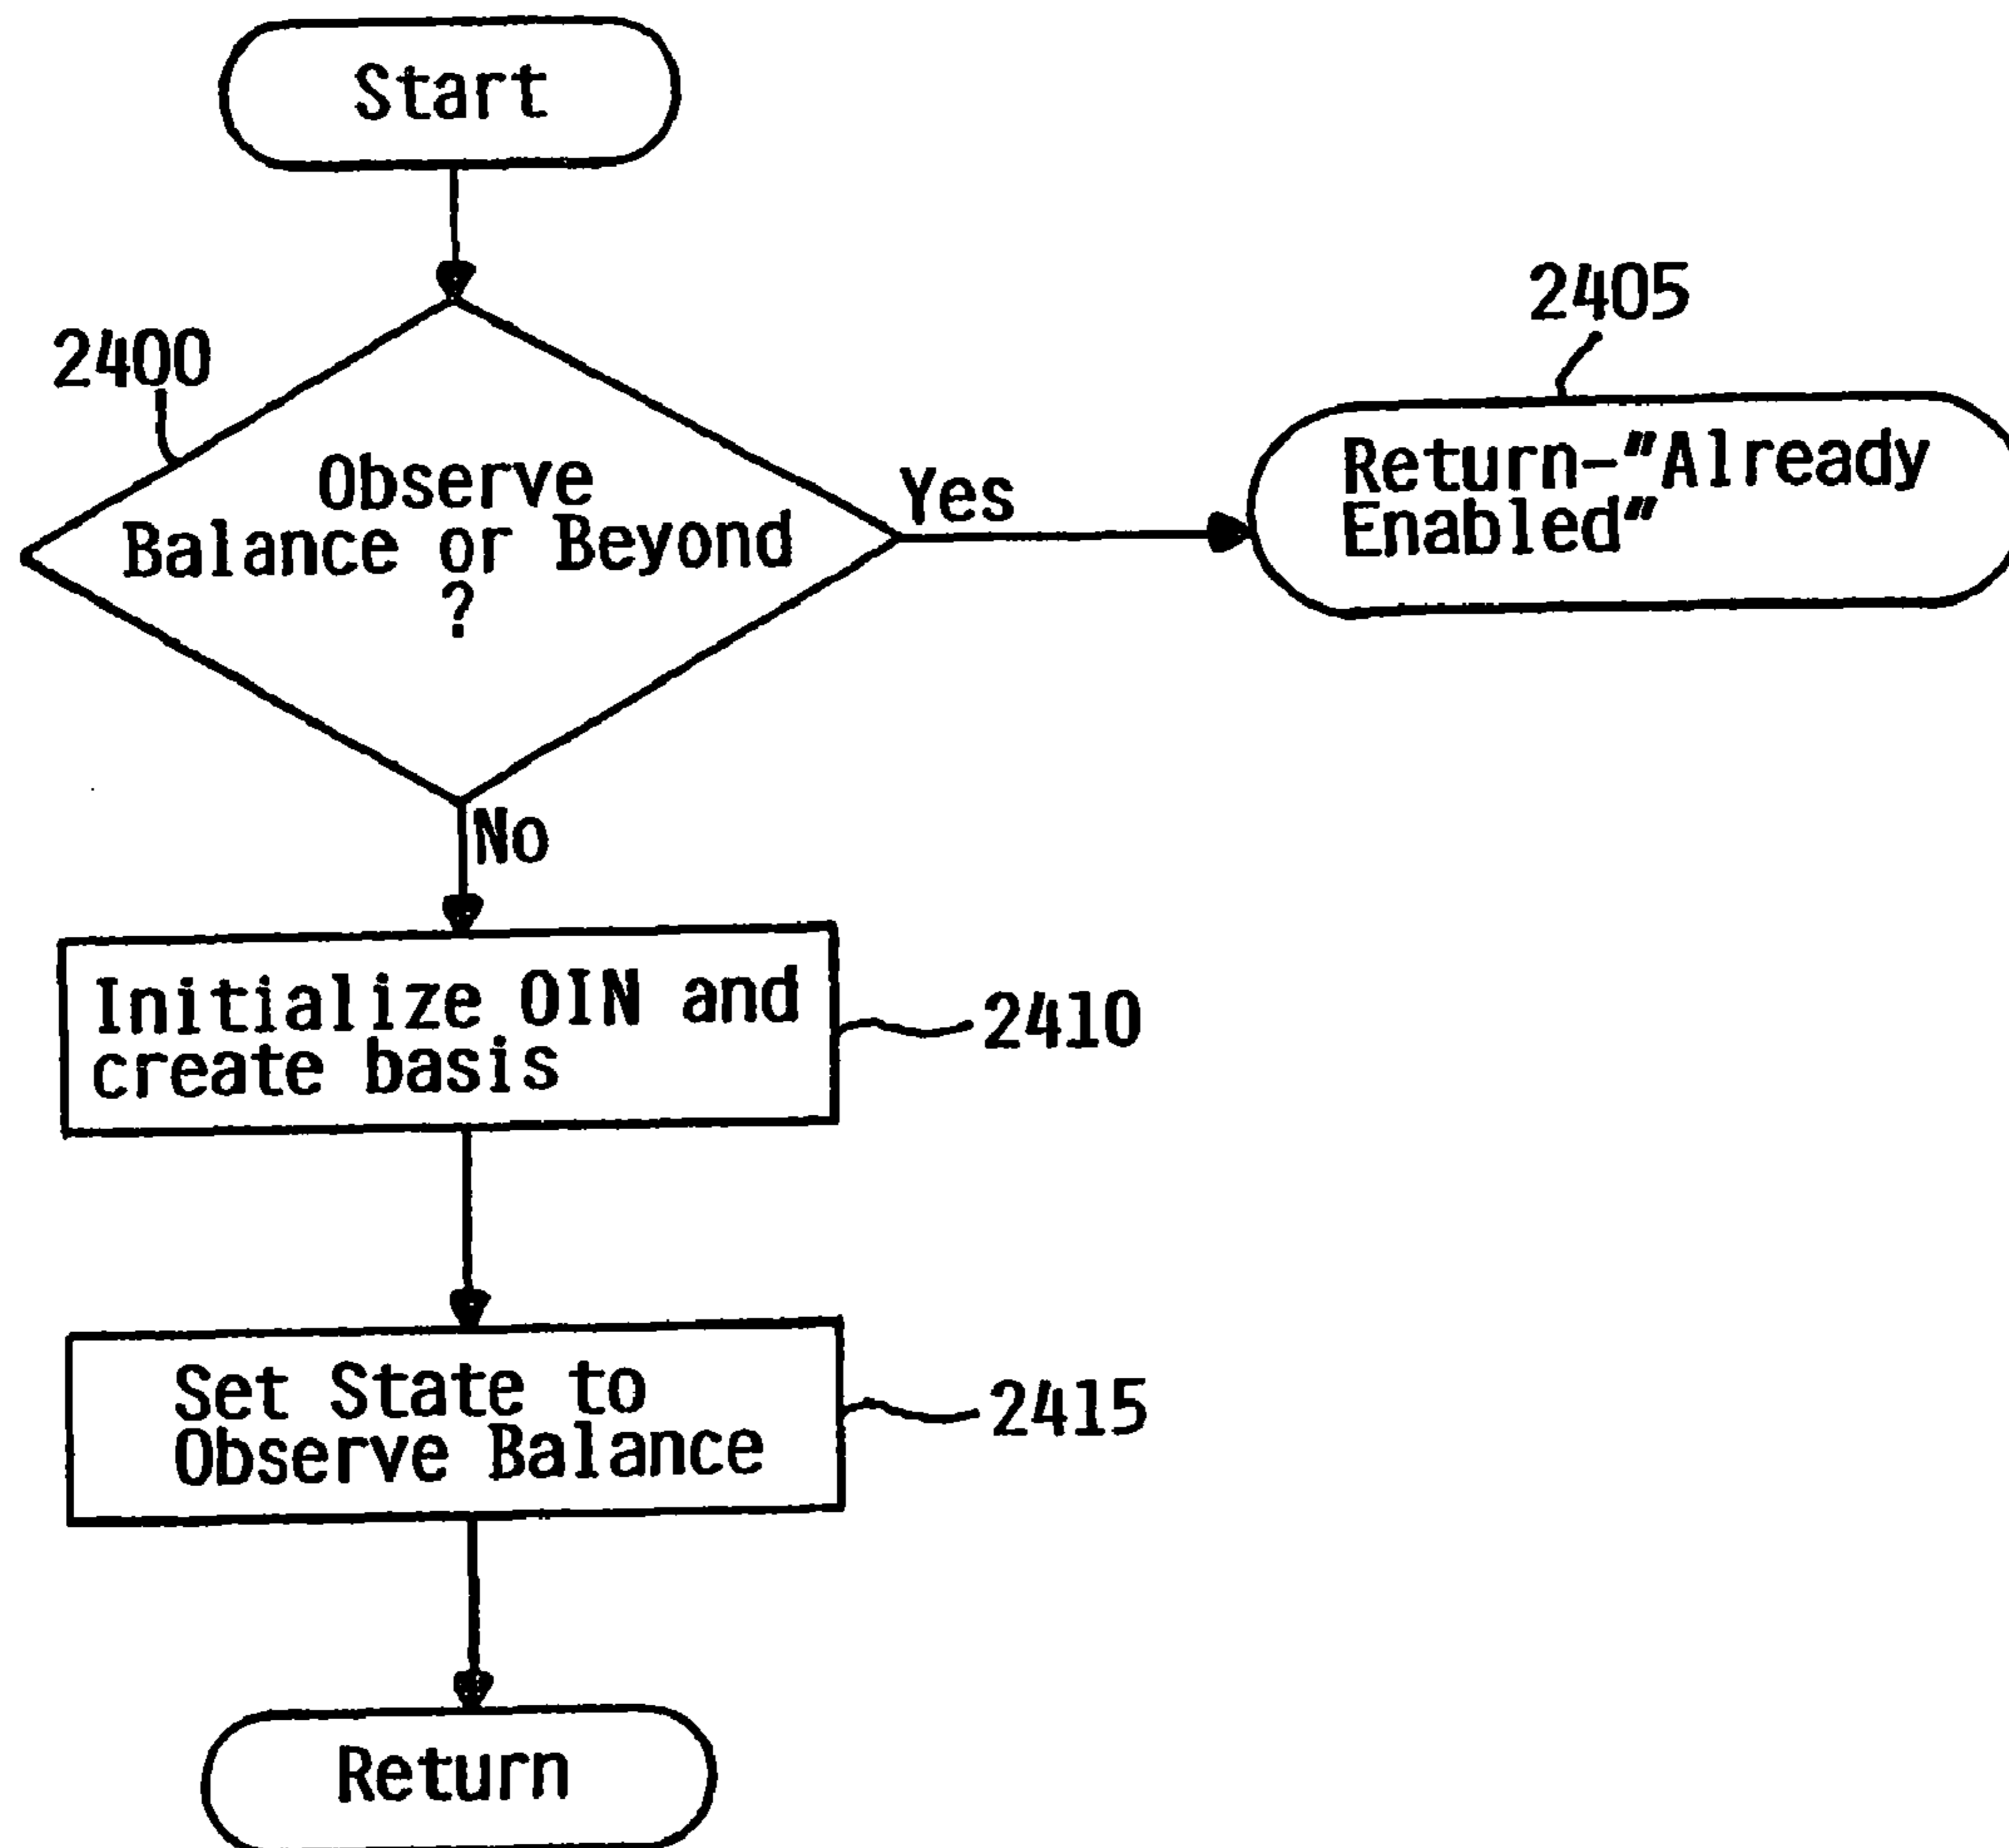 Start
2400
Observe
Balance or Beyond
?
Yes
2405
Return-"Already
Enabled"
No
Initialize OIN and
create basis
2410
Set State to
Observe Balance
2415
Return